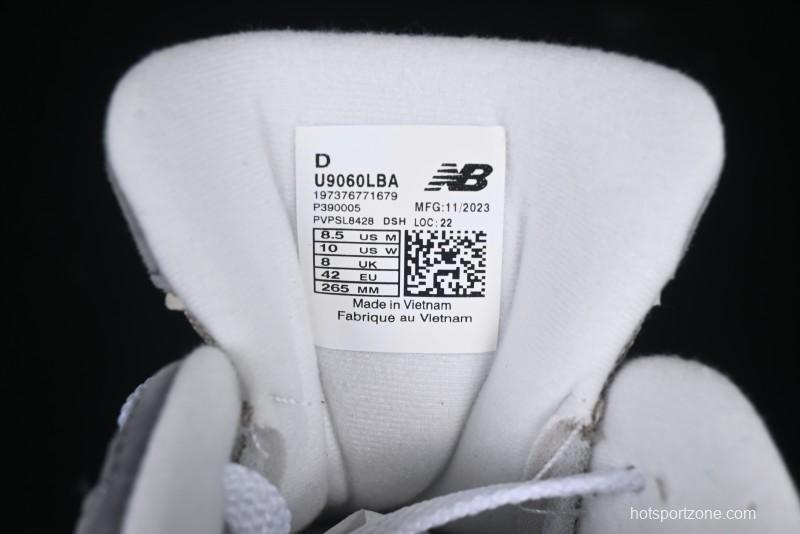 D
U9060LBA
NB
197376771679
P390005 MFG:11/2023
PVPSL8428 DSH LOC:22
8.5 US M
10 US W
8 UK
42 EU
265 MM
Made in Vietnam
Fabriqué au Vietnam
hotsportzone.com